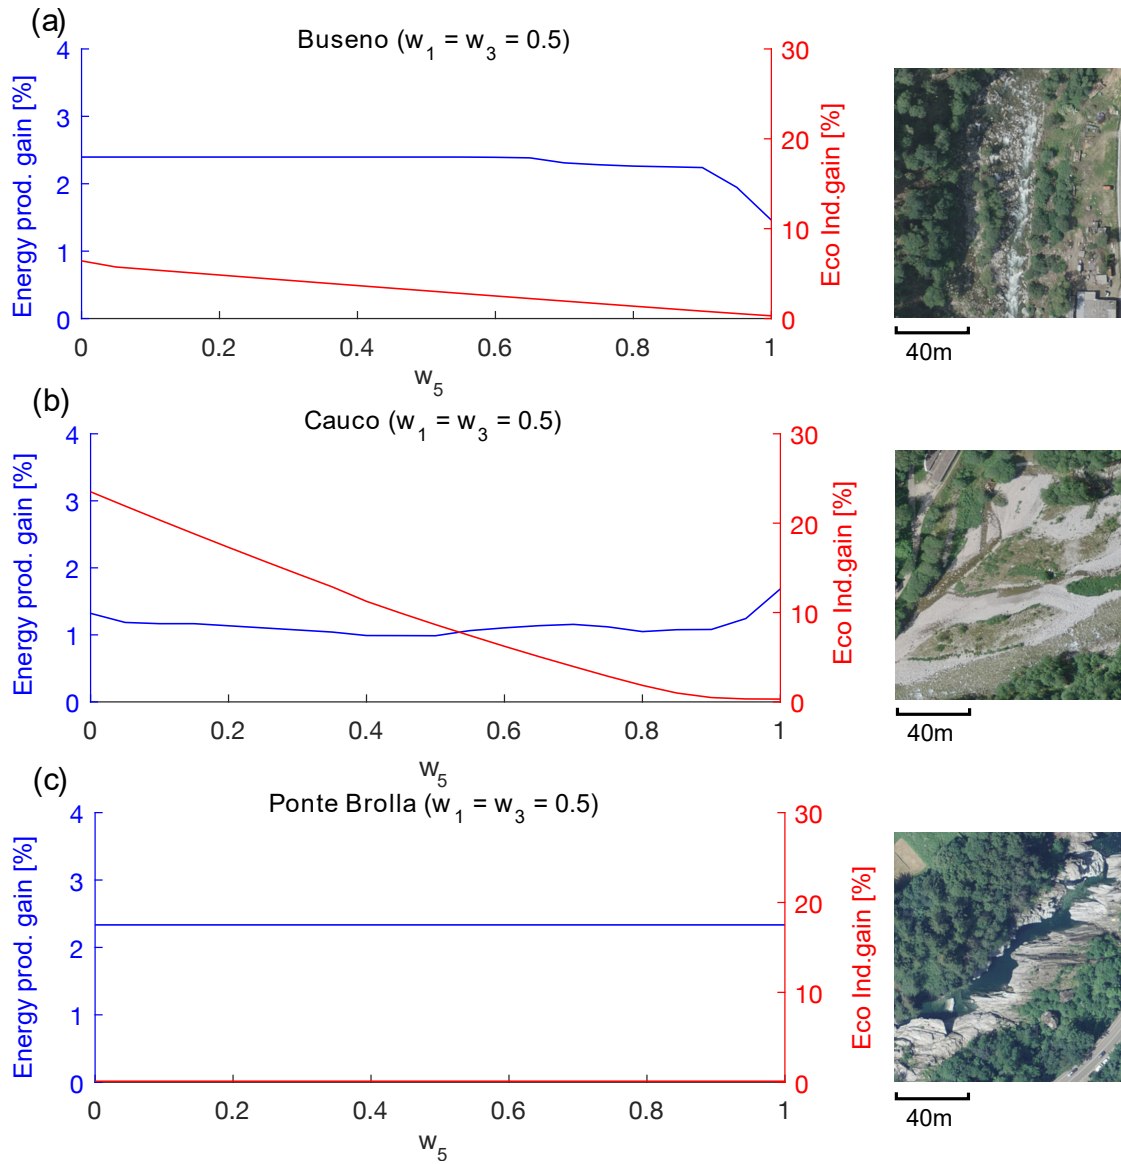 (a)
Buseno (w1 = w3 = 0.5)
Energy prod. gain [%]
4
3
2
1
0
Eco Ind.gain [%]
30
20
10
0
0 0.2 0.4 0.6 0.8 1
w5
40m
(b)
Cauco (w1 = w3 = 0.5)
Energy prod. gain [%]
4
3
2
1
0
Eco Ind.gain [%]
30
20
10
0
0 0.2 0.4 0.6 0.8 1
w5
40m
(c)
Ponte Brolla (w1 = w3 = 0.5)
Energy prod. gain [%]
4
3
2
1
0
Eco Ind.gain [%]
30
20
10
0
0 0.2 0.4 0.6 0.8 1
w5
40m